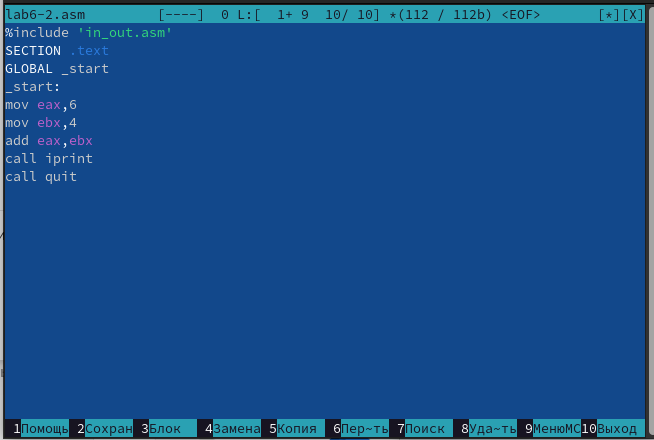 lab6-2.asm [----] 0 L:[ 1+ 9 10/ 10] *(112 / 112b) <EOF> [*][X]
%include 'in_out.asm'
SECTION .text
GLOBAL _start
_start:
mov eax,6
mov ebx,4
add eax,ebx
call iprint
call quit
1Помощь 2Сохран 3Блок 4Замена 5Копия 6Пер~ть 7Поиск 8Уда~ть 9МенюMC 10Выход